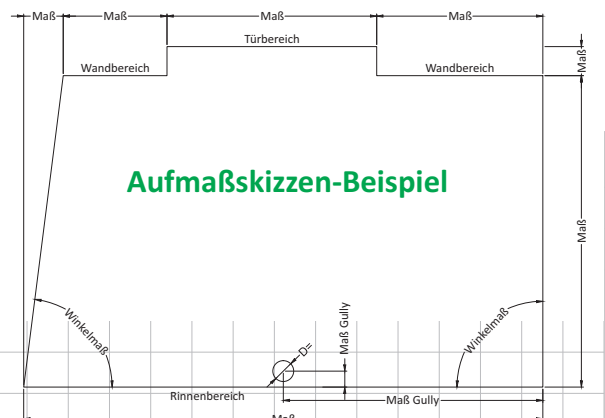 Maß Maß Maß Maß
Türbereich
Wandbereich Wandbereich
Maß
Aufmaßskizzen-Beispiel
Maß
Winkelmaß
Winkelmaß
Maß Gully
D=
Rinnenbereich
Maß Gully
Maß